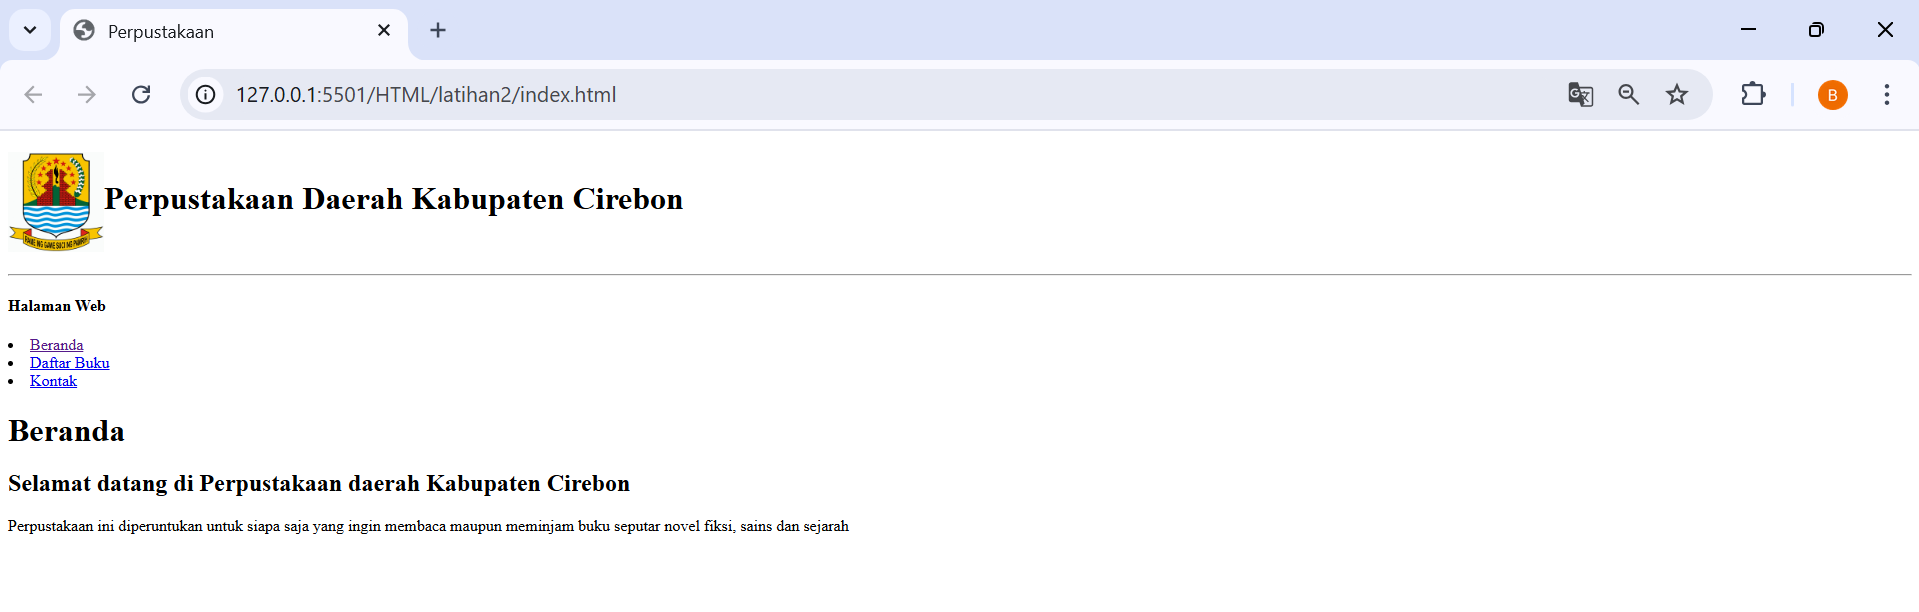 Perpustakaan
127.0.0.1:5501/HTML/latihan2/index.html
B
Perpustakaan Daerah Kabupaten Cirebon
Halaman Web
Beranda
Daftar Buku
Kontak
Beranda
Selamat datang di Perpustakaan daerah Kabupaten Cirebon
Perpustakaan ini diperuntukan untuk siapa saja yang ingin membaca maupun meminjam buku seputar novel fiksi, sains dan sejarah